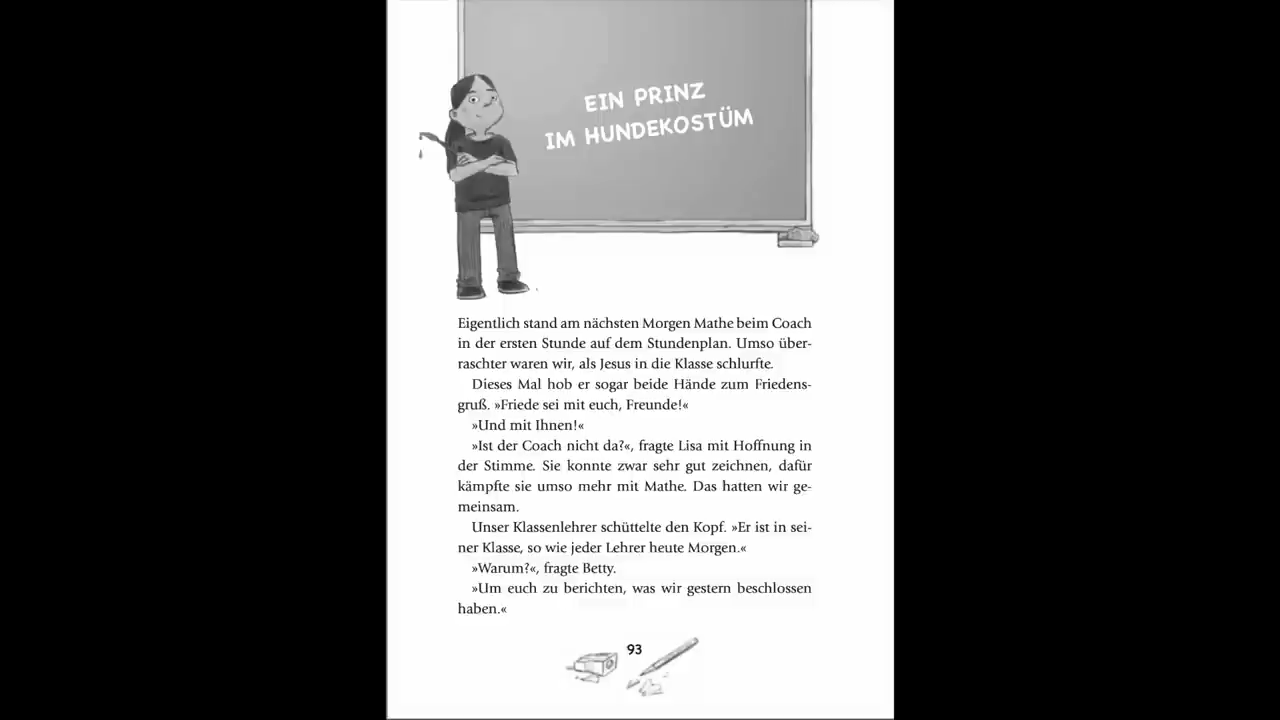 EIN PRINZ
IM HUNDEKOSTÜM
Eigentlich stand am nächsten Morgen Mathe beim Coach
in der ersten Stunde auf dem Stundenplan. Umso über-
raschter waren wir, als Jesus in die Klasse schlurfte.
Dieses Mal hob er sogar beide Hände zum Friedens-
gruß. »Friede sei mit euch, Freunde!«
»Und mit Ihnen!«
»Ist der Coach nicht da?«, fragte Lisa mit Hoffnung in
der Stimme. Sie konnte zwar sehr gut zeichnen, dafür
kämpfte sie umso mehr mit Mathe. Das hatten wir ge-
meinsam.
Unser Klassenlehrer schüttelte den Kopf. »Er ist in sei-
ner Klasse, so wie jeder Lehrer heute Morgen.«
»Warum?«, fragte Betty.
»Um euch zu berichten, was wir gestern beschlossen
haben.«
93